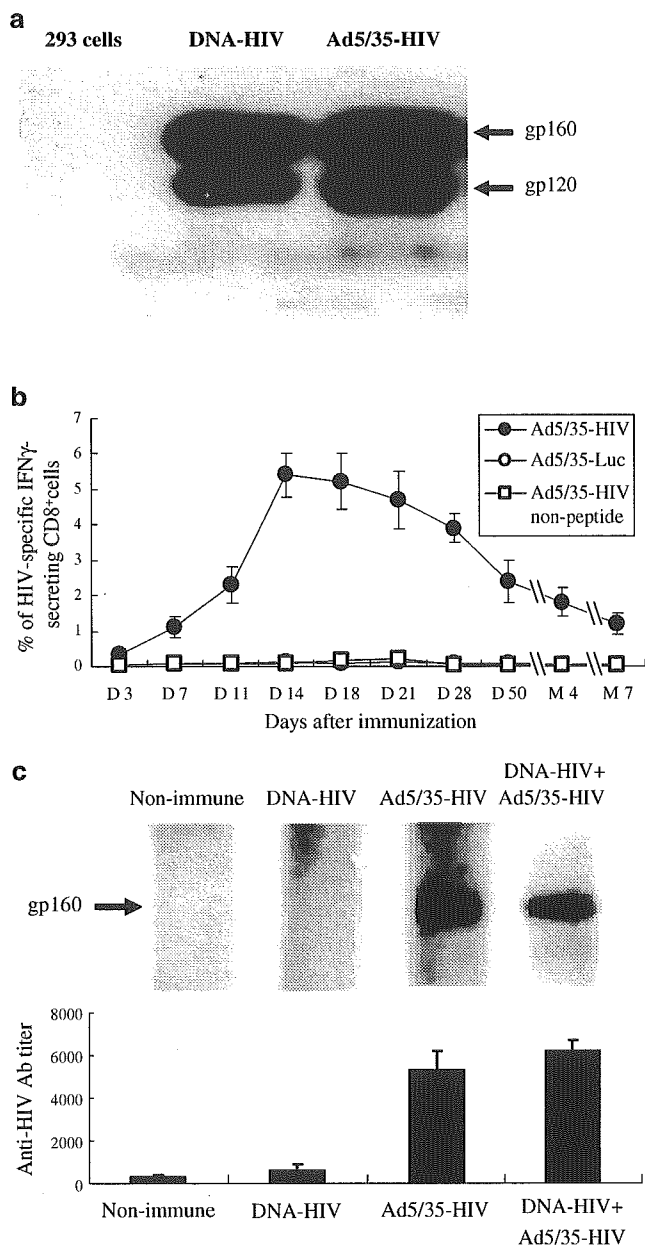 a
293 cells DNA-HIV Ad5/35-HIV
gp160
gp120
b
% of HIV-specific IFNγ-
secreting CD8⁺cells
7
6
5
4
3
2
1
0
Ad5/35-HIV
Ad5/35-Luc
Ad5/35-HIV
non-peptide
D 3 D 7 D 11 D 14 D 18 D 21 D 28 D 50 M 4 M 7
Days after immunization
c
Non-immune DNA-HIV Ad5/35-HIV DNA-HIV+
Ad5/35-HIV
gp160
Anti-HIV Ab titer
8000
6000
4000
2000
0
Non-immune DNA-HIV Ad5/35-HIV DNA-HIV+
Ad5/35-HIV